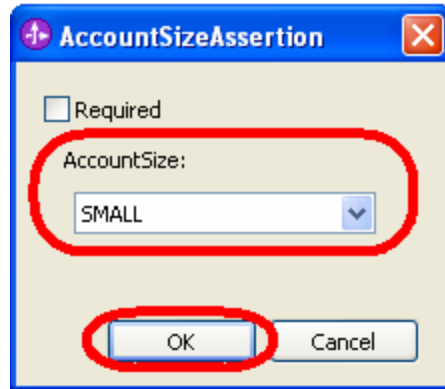 AccountSizeAssertion
Required
AccountSize:
SMALL
OK Cancel